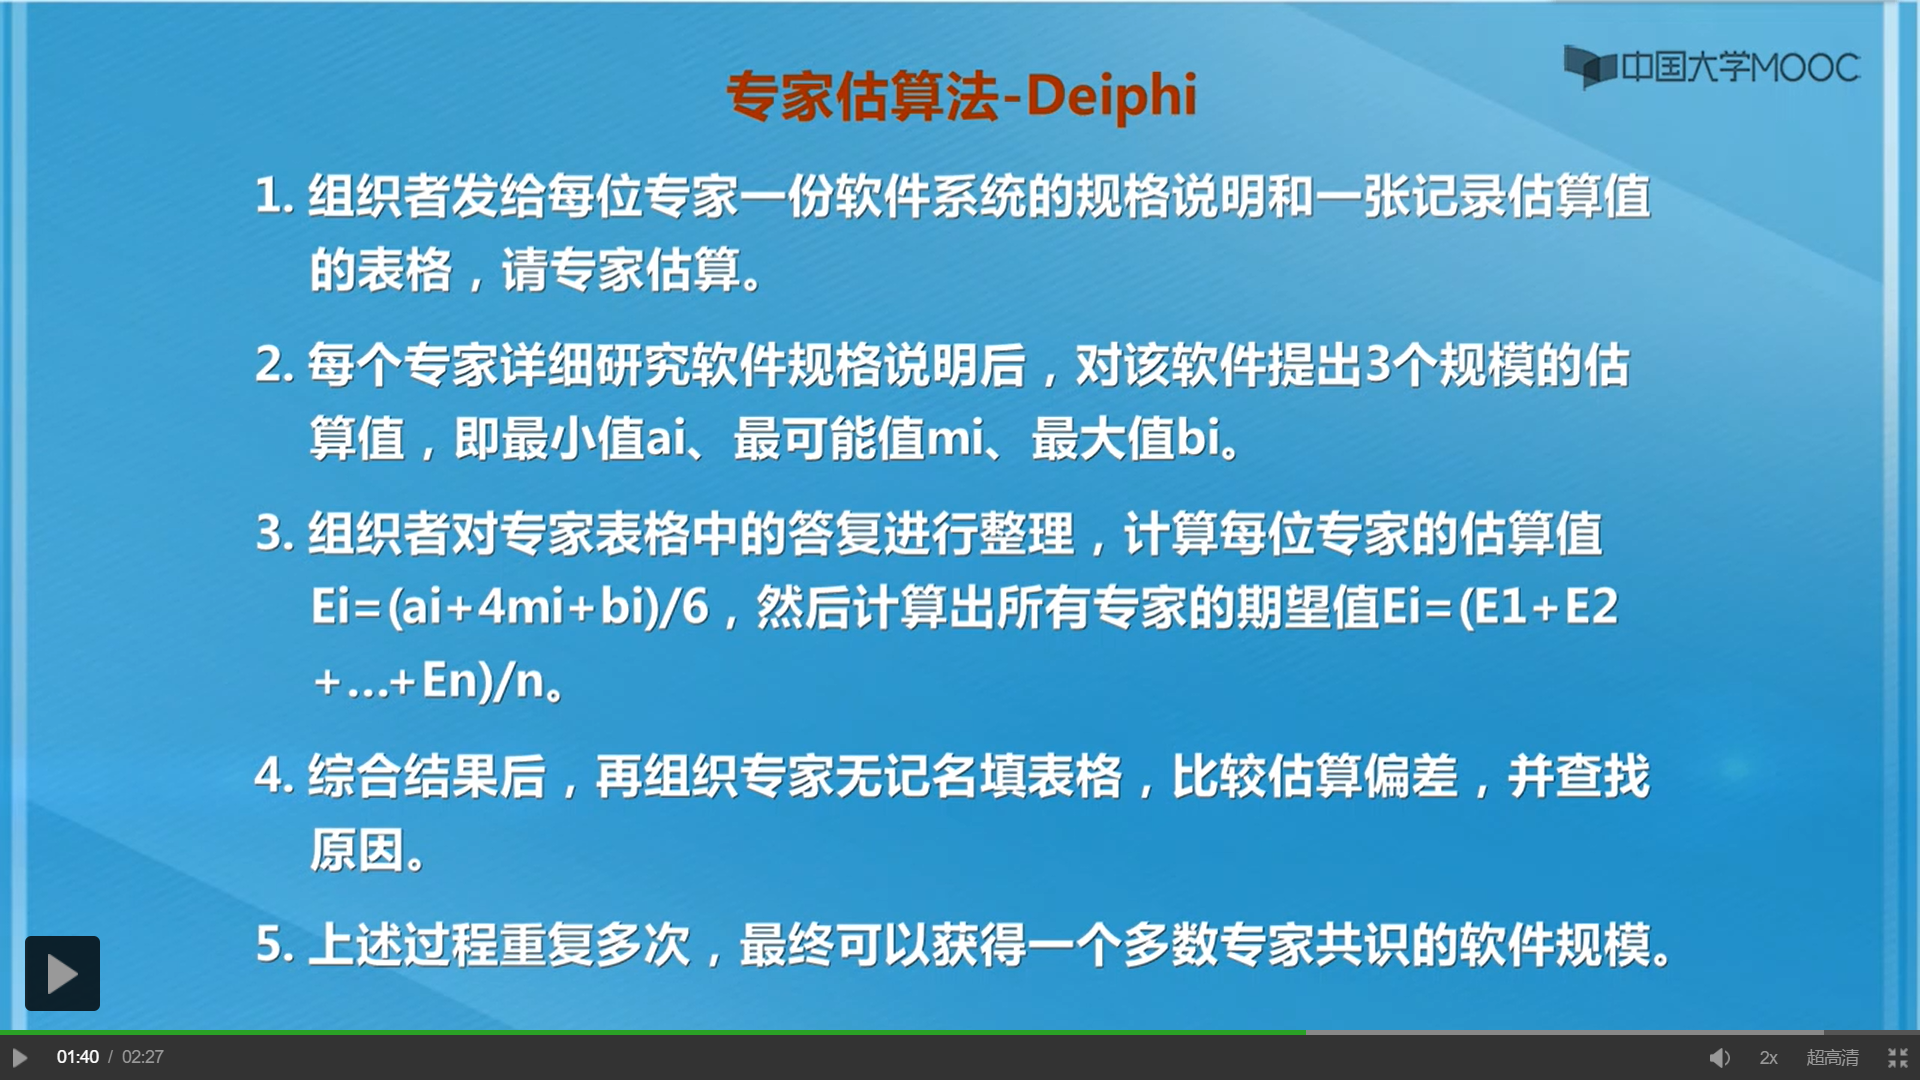 中国大学MOOC
专家估算法-Deiphi
1. 组织者发给每位专家一份软件系统的规格说明和一张记录估算值
的表格，请专家估算。
2. 每个专家详细研究软件规格说明后，对该软件提出3个规模的估
算值，即最小值ai、最可能值mi、最大值bi。
3. 组织者对专家表格中的答复进行整理，计算每位专家的估算值
Ei=(ai+4mi+bi)/6，然后计算出所有专家的期望值Ei=(E1+E2
+...+En)/n。
4. 综合结果后，再组织专家无记名填表格，比较估算偏差，并查找
原因。
5. 上述过程重复多次，最终可以获得一个多数专家共识的软件规模。
01:40 / 02:27 2x 超高清